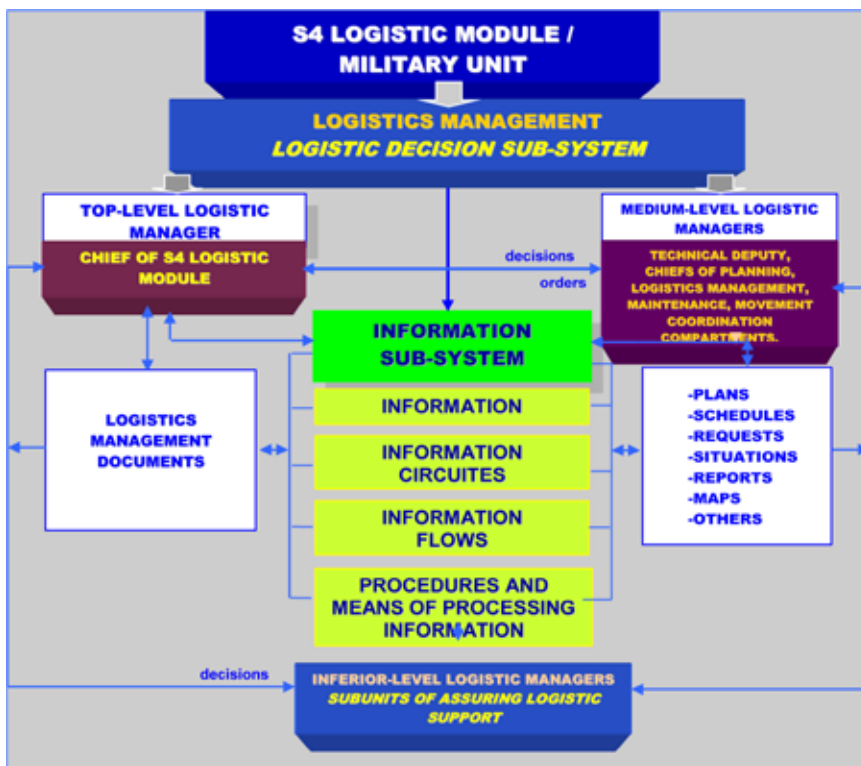 S4 LOGISTIC MODULE /
MILITARY UNIT
LOGISTICS MANAGEMENT
LOGISTIC DECISION SUB-SYSTEM
TOP-LEVEL LOGISTIC
MANAGER
CHIEF OF S4 LOGISTIC
MODULE
MEDIUM-LEVEL LOGISTIC
MANAGERS
TECHNICAL DEPUTY,
CHIEFS OF PLANNING,
LOGISTICS MANAGEMENT,
MAINTENANCE, MOVEMENT
COORDINATION
COMPARTMENTS.
decisions
orders
INFORMATION
SUB-SYSTEM
INFORMATION
INFORMATION
CIRCUITES
INFORMATION
FLOWS
PROCEDURES AND
MEANS OF PROCESSING
INFORMATION
LOGISTICS
MANAGEMENT
DOCUMENTS
-PLANS
-SCHEDULES
-REQUESTS
-SITUATIONS
-REPORTS
-MAPS
-OTHERS
decisions
INFERIOR-LEVEL LOGISTIC MANAGERS
SUBUNITS OF ASSURING LOGISTIC
SUPPORT